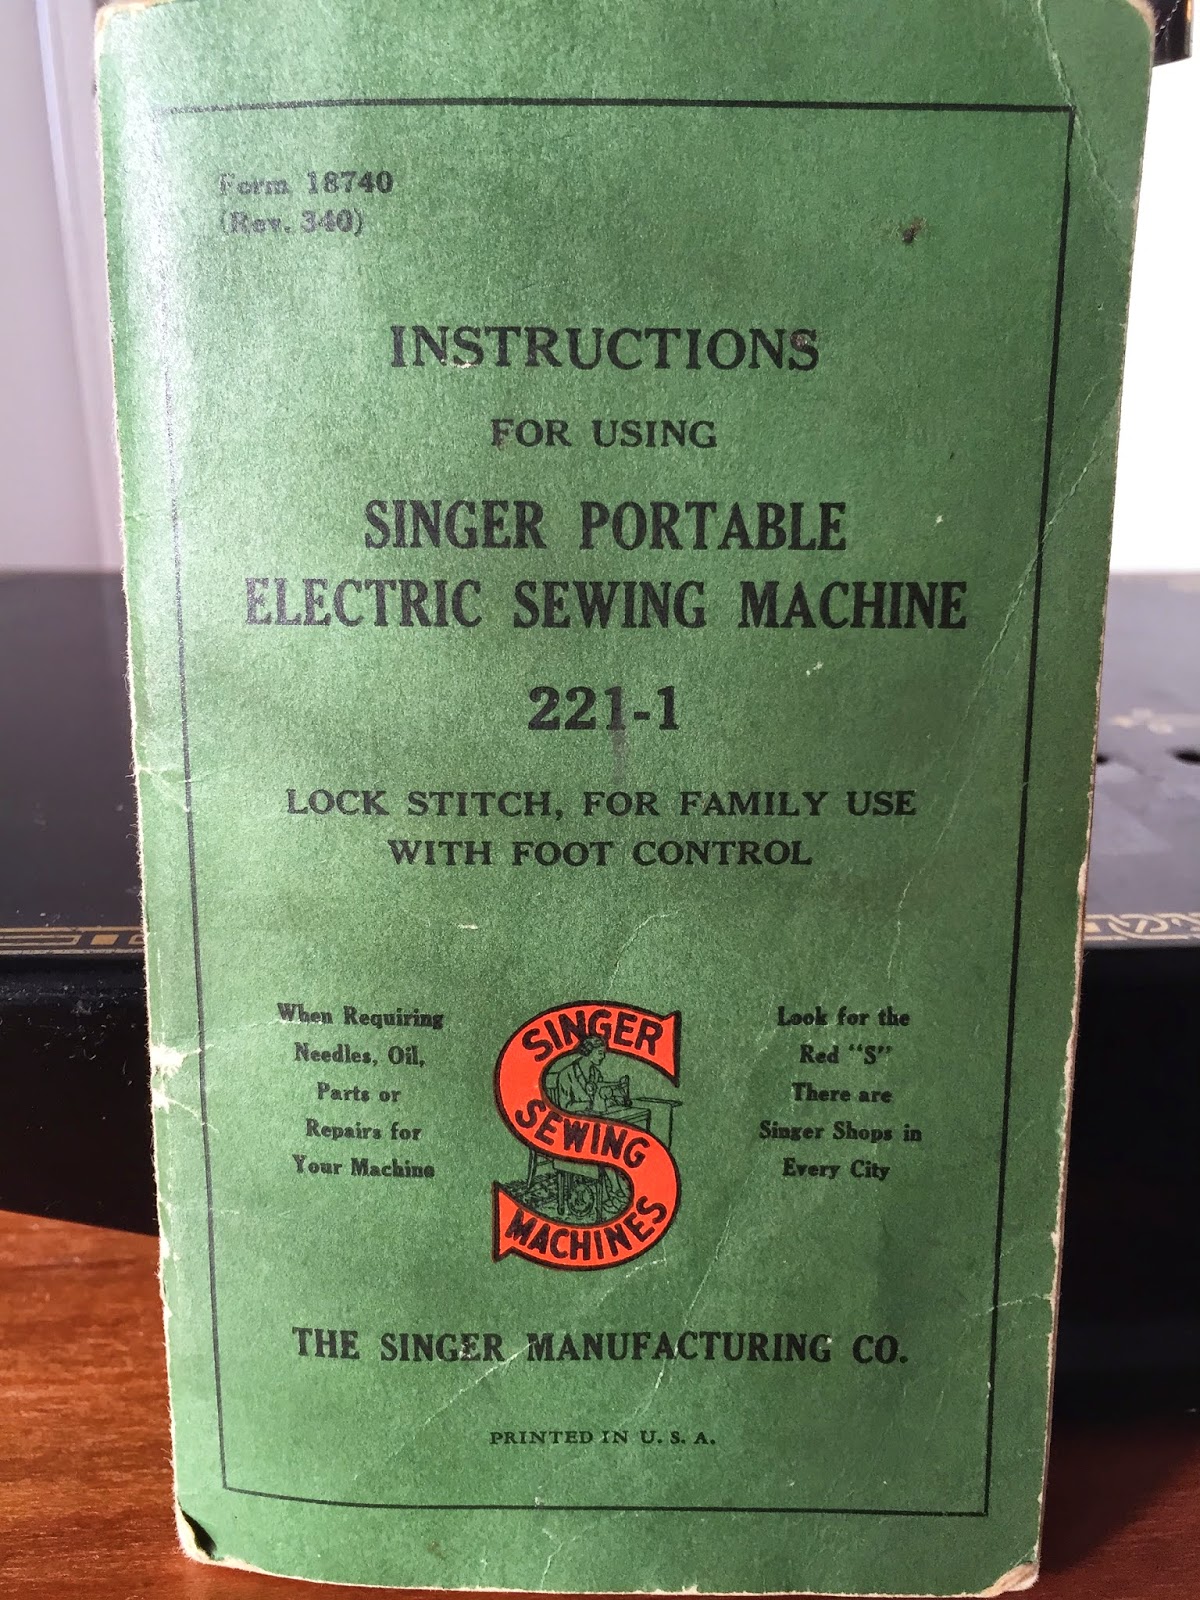 Form 18740
(Rev. 340)
INSTRUCTIONS
FOR USING
SINGER PORTABLE
ELECTRIC SEWING MACHINE
221-1
LOCK STITCH, FOR FAMILY USE
WITH FOOT CONTROL
When Requiring
Needles, Oil,
Parts or
Repairs for
Your Machine
SINGER
SEWING
MACHINES
Look for the
Red "S"
There are
Singer Shops in
Every City
THE SINGER MANUFACTURING CO.
PRINTED IN U. S. A.